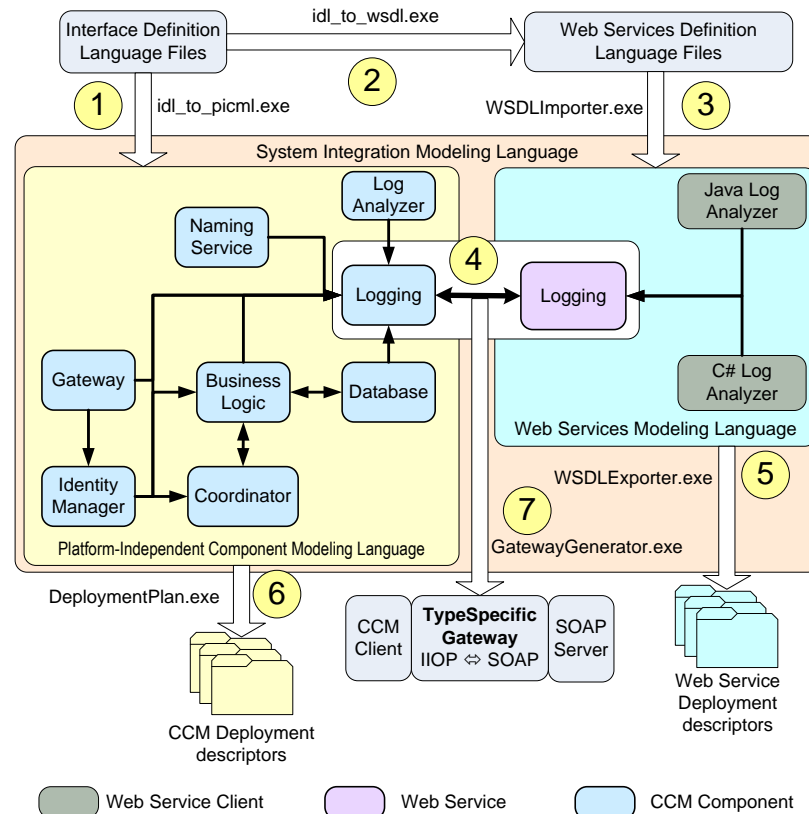 idl_to_wsdl.exe
Interface Definition
Language Files
Web Services Definition
Language Files
1
2
3
idl_to_picml.exe
WSDLImporter.exe
System Integration Modeling Language
Log
Analyzer
Java Log
Analyzer
Naming
Service
4
Logging
Logging
Gateway
Business
Logic
Database
C# Log
Analyzer
Web Services Modeling Language
Identity
Manager
Coordinator
WSDLExporter.exe
5
7
Platform-Independent Component Modeling Language
GatewayGenerator.exe
DeploymentPlan.exe
6
CCM
Client
TypeSpecific
Gateway
IIOP ⇔ SOAP
SOAP
Server
Web Service
Deployment
descriptors
CCM Deployment
descriptors
Web Service Client
Web Service
CCM Component